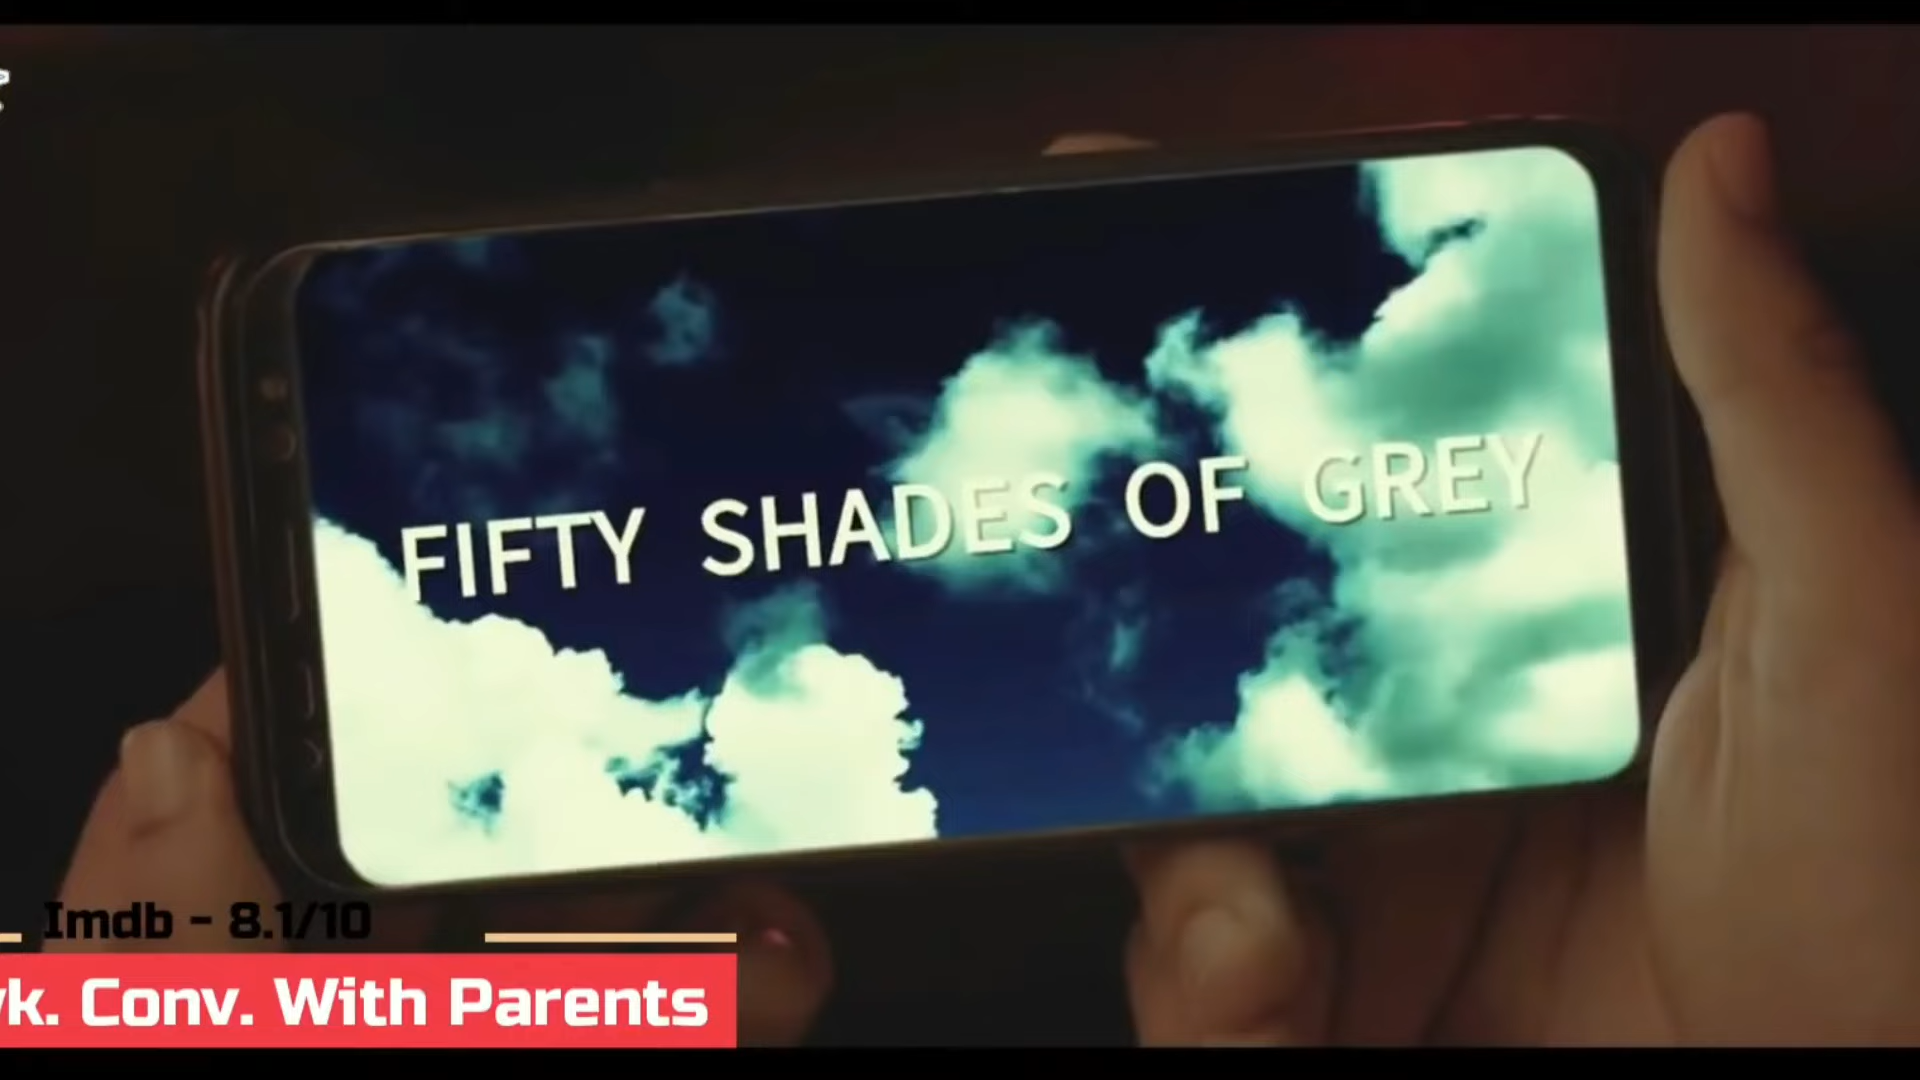 FIFTY SHADES OF GREY
Imdb - 8.1/10
k. Conv. With Parents